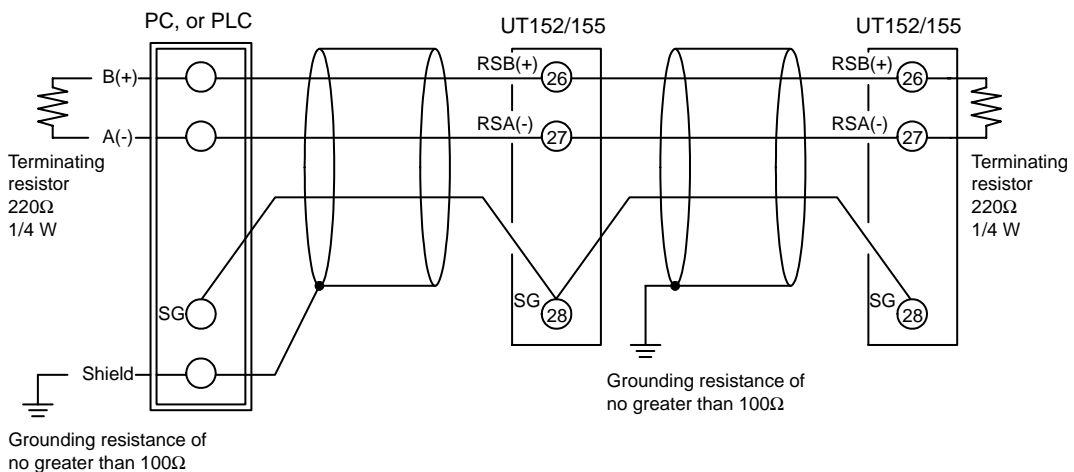 PC, or PLC
UT152/155
UT152/155
B(+)
RSB(+)
26
RSB(+)
26
A(-)
RSA(-)
27
RSA(-)
27
Terminating
resistor
220Ω
1/4 W
Terminating
resistor
220Ω
1/4 W
SG
SG
28
SG
28
Shield
Grounding resistance of
no greater than 100Ω
Grounding resistance of
no greater than 100Ω